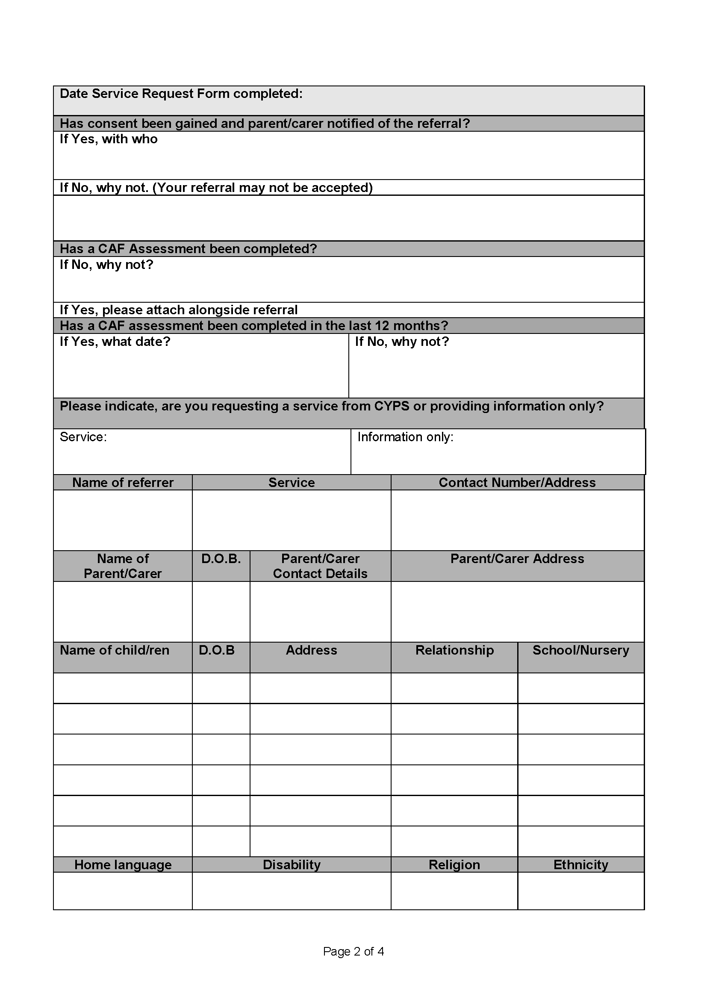 Date Service Request Form completed:
Has consent been gained and parent/carer notified of the referral?
If Yes, with who
If No, why not. (Your referral may not be accepted)
Has a CAF Assessment been completed?
If No, why not?
If Yes, please attach alongside referral
Has a CAF assessment been completed in the last 12 months?
If Yes, what date? If No, why not?
Please indicate, are you requesting a service from CYPS or providing information only?
Service: Information only:
Name of referrer Service Contact Number/Address
Name of D.O.B. Parent/Carer Parent/Carer Address
Parent/Carer Contact Details
Name of child/ren D.O.B Address Relationship School/Nursery
Home language Disability Religion Ethnicity
Page 2 of 4